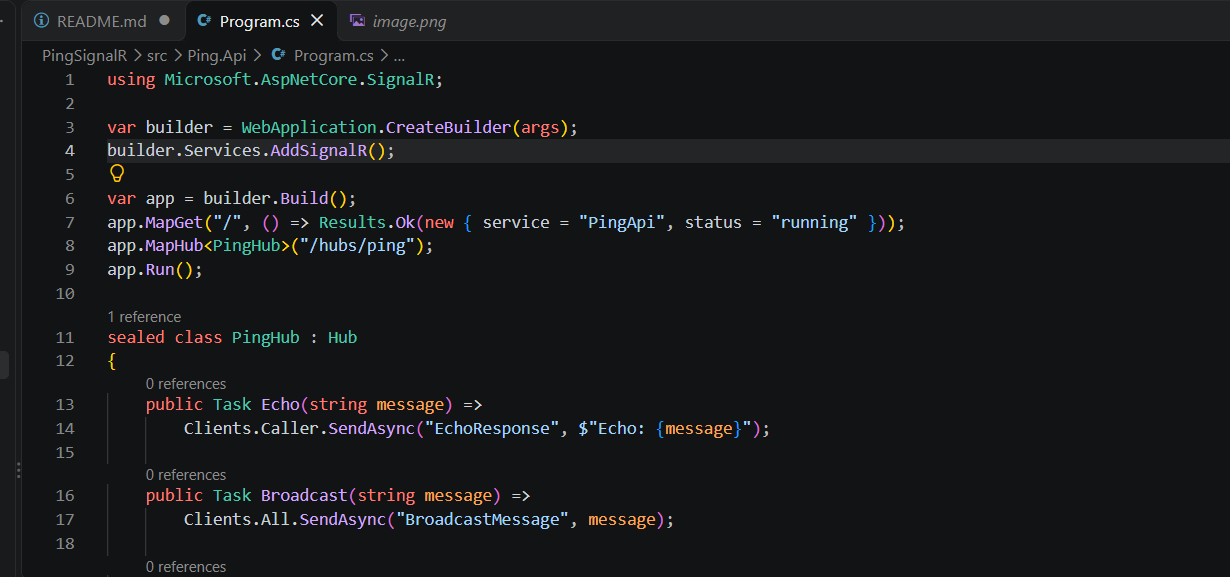 README.md
Program.cs
image.png
PingSignalR > src > Ping.Api > Program.cs > ...
1 using Microsoft.AspNetCore.SignalR;
2
3 var builder = WebApplication.CreateBuilder(args);
4 builder.Services.AddSignalR();
5
6 var app = builder.Build();
7 app.MapGet("/", () => Results.Ok(new { service = "PingApi", status = "running" }));
8 app.MapHub<PingHub>("/hubs/ping");
9 app.Run();
10
1 reference
11 sealed class PingHub : Hub
12 {
0 references
13     public Task Echo(string message) =>
14         Clients.Caller.SendAsync("EchoResponse", $"Echo: {message}");
15
0 references
16     public Task Broadcast(string message) =>
17         Clients.All.SendAsync("BroadcastMessage", message);
18
0 references